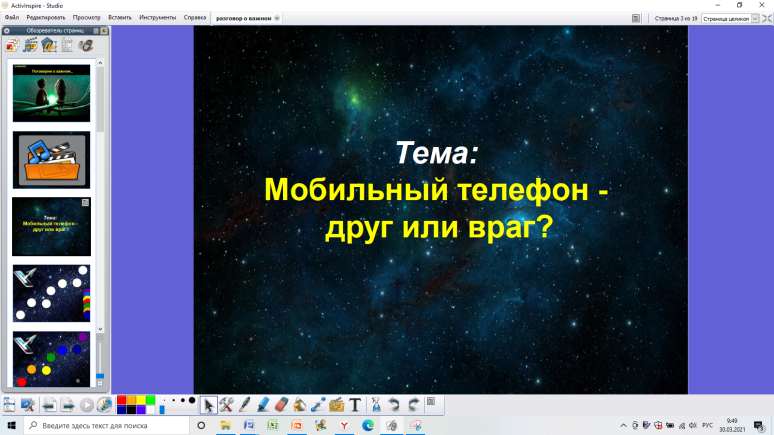 ActivInspire - Studio
Файл Редактировать Просмотр Вставить Инструменты Справка
разговор о важном
Страница 3 из 19
Страница целиком
Обозреватель страниц
Поговорим о важном...
Тема:
Мобильный телефон -
друг или враг?
Тема:
Мобильный телефон -
друг или враг?
Введите здесь текст для поиска
РУС
9:49
30.03.2021